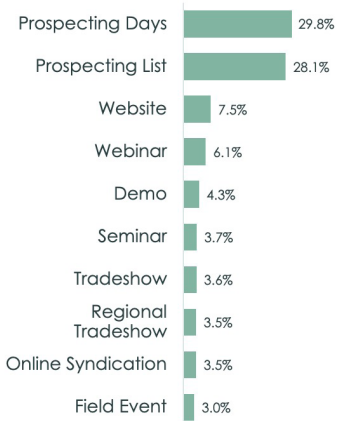 Prospecting Days 29.8%
Prospecting List 28.1%
Website 7.5%
Webinar 6.1%
Demo 4.3%
Seminar 3.7%
Tradeshow 3.6%
Regional
Tradeshow 3.5%
Online Syndication 3.5%
Field Event 3.0%